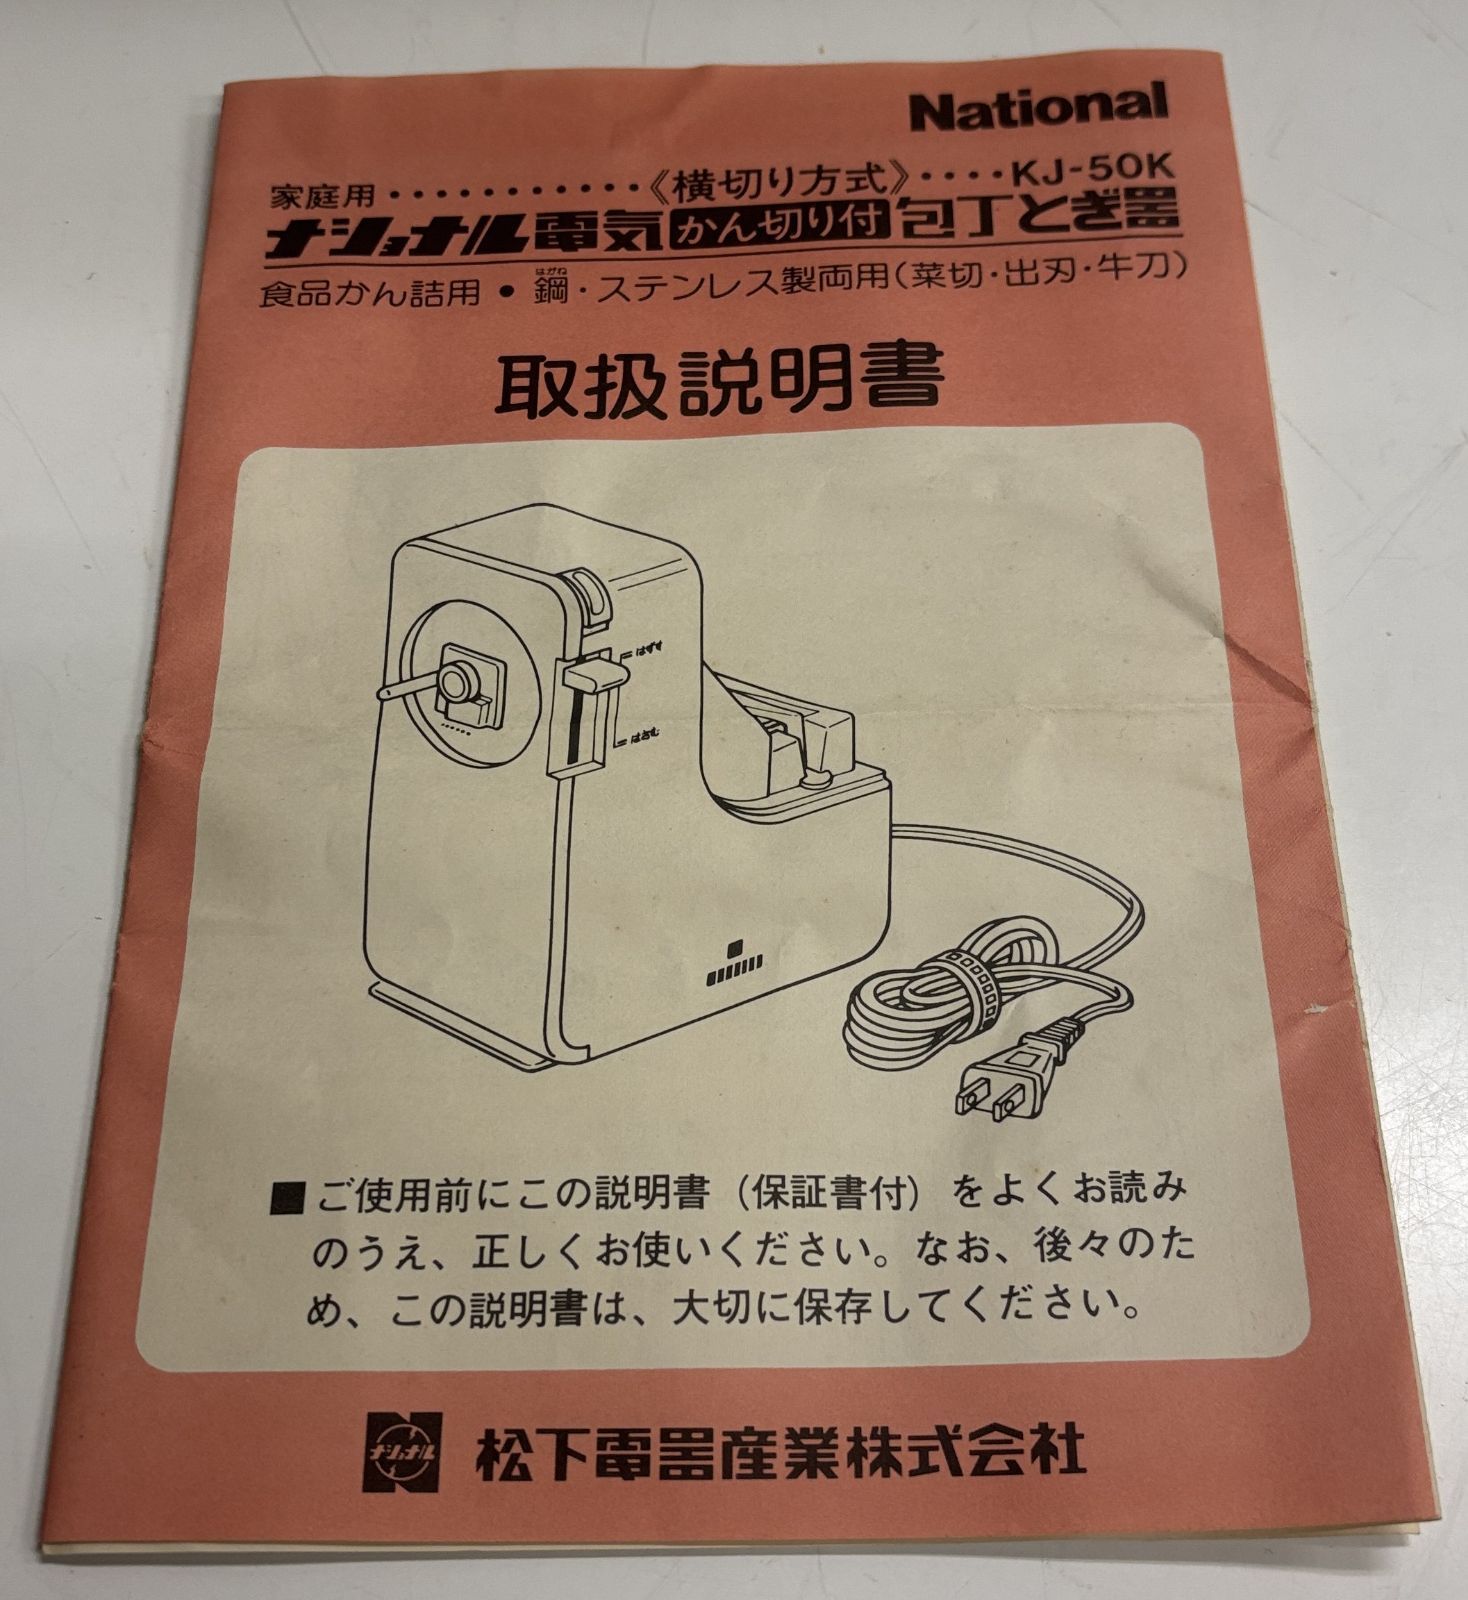 National
家庭用・・・・・・・・・・・《横切り方式》・・・・KJ-50K
ナショナル電気かん切り付包丁とぎ器
はがね
食品かん詰用・鋼・ステンレス製両用(菜切・出刃・牛刀)
取扱説明書
はずす
はさむ
■ご使用前にこの説明書(保証書付)をよくお読み
のうえ、正しくお使いください。なお、後々のた
め、この説明書は、大切に保存してください。
ナショナル
松下電器産業株式会社